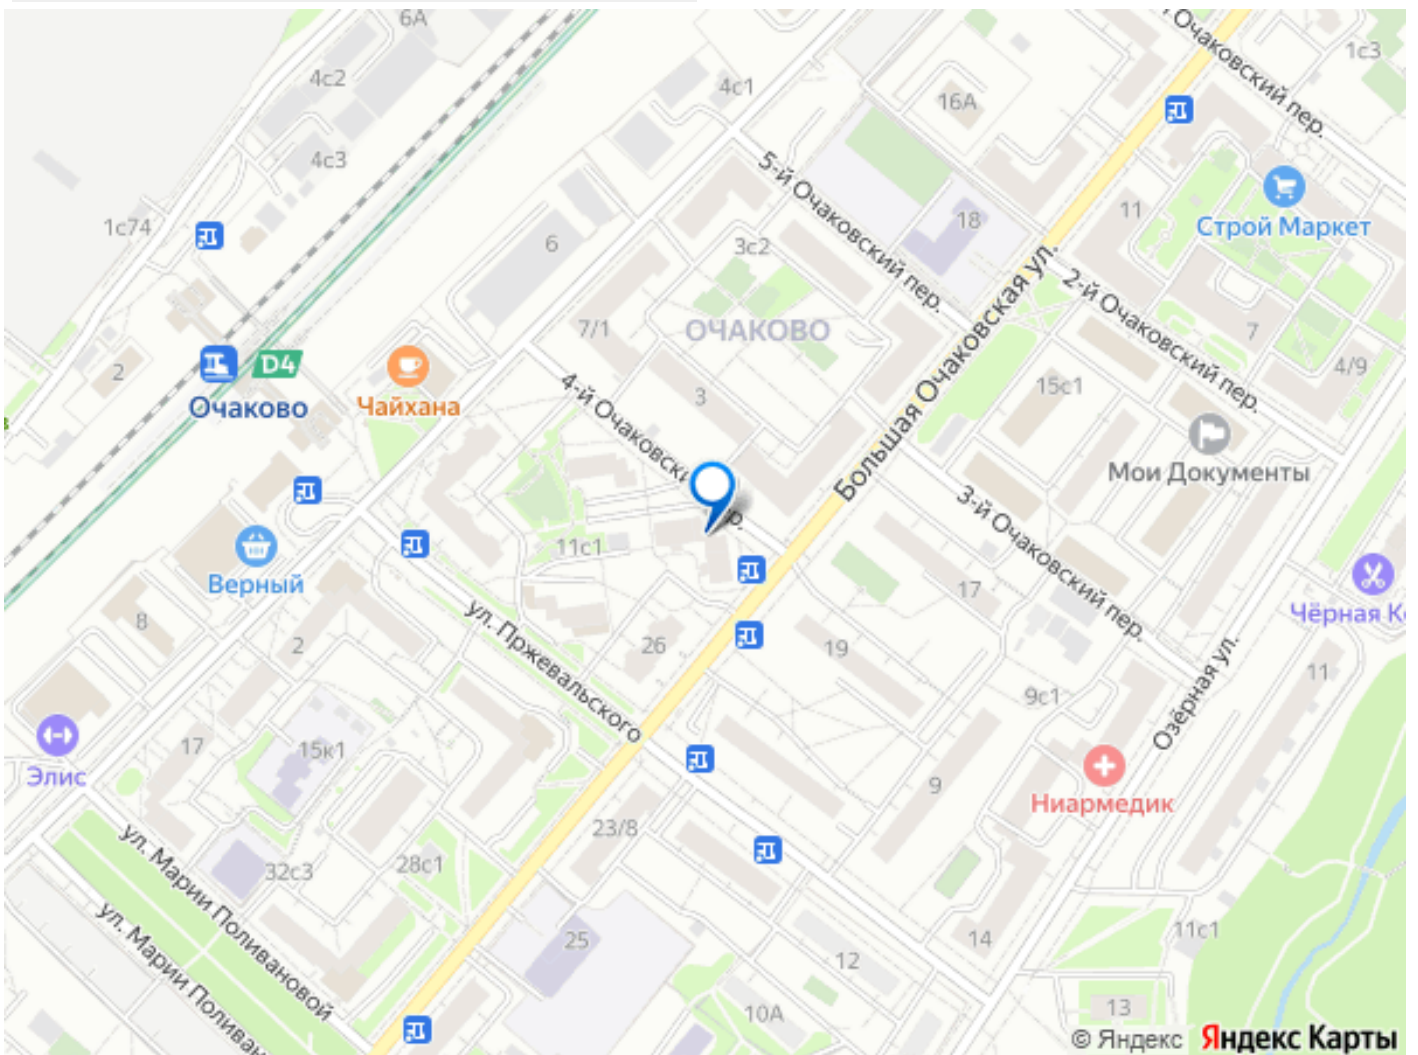 6А
4с2
4с1
16А
1с3
Очаковский пер.
4с3
5-й Очаковский пер.
18
11
Строй Маркет
1с74
6
3с2
2-й Очаковский пер.
7/1
ОЧАКОВО
7
4/9
2
D4
Очаково
Чайхана
4-й Очаковский пер.
3
Большая Очаковская ул.
15с1
Мои Документы
3-й Очаковский пер.
11с1
Верный
17
Чёрная К
8
ул. Пржевальского
2
26
19
9с1
11
Озёрная ул.
17
15к1
Элис
9
Ниармедик
23/8
ул. Марии Поливановой
32с3
28с1
ул. Марии Поливан
25
14
11с1
12
10А
13
© Яндекс Яндекс Карты